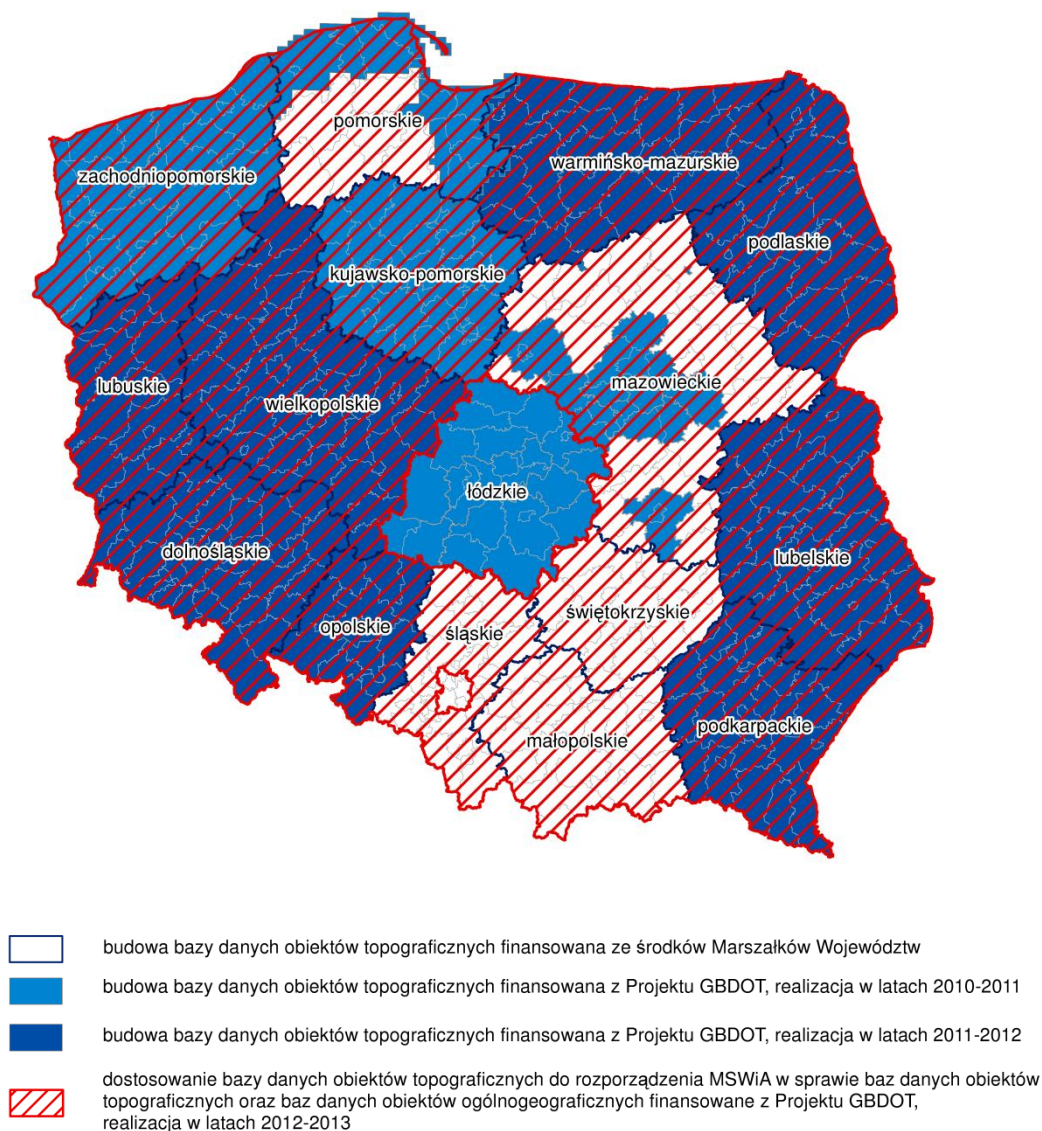 pomorskie
zachodniopomorskie
warmińsko-mazurskie
podlaskie
kujawsko-pomorskie
mazowieckie
lubuskie
wielkopolskie
łódzkie
dolnośląskie
lubelskie
opolskie
śląskie
świętokrzyskie
podkarpackie
małopolskie
budowa bazy danych obiektów topograficznych finansowana ze środków Marszałków Województw
budowa bazy danych obiektów topograficznych finansowana z Projektu GBDOT, realizacja w latach 2010-2011
budowa bazy danych obiektów topograficznych finansowana z Projektu GBDOT, realizacja w latach 2011-2012
dostosowanie bazy danych obiektów topograficznych do rozporządzenia MSWiA w sprawie baz danych obiektów
topograficznych oraz baz danych obiektów ogólnogeograficznych finansowane z Projektu GBDOT,
realizacja w latach 2012-2013